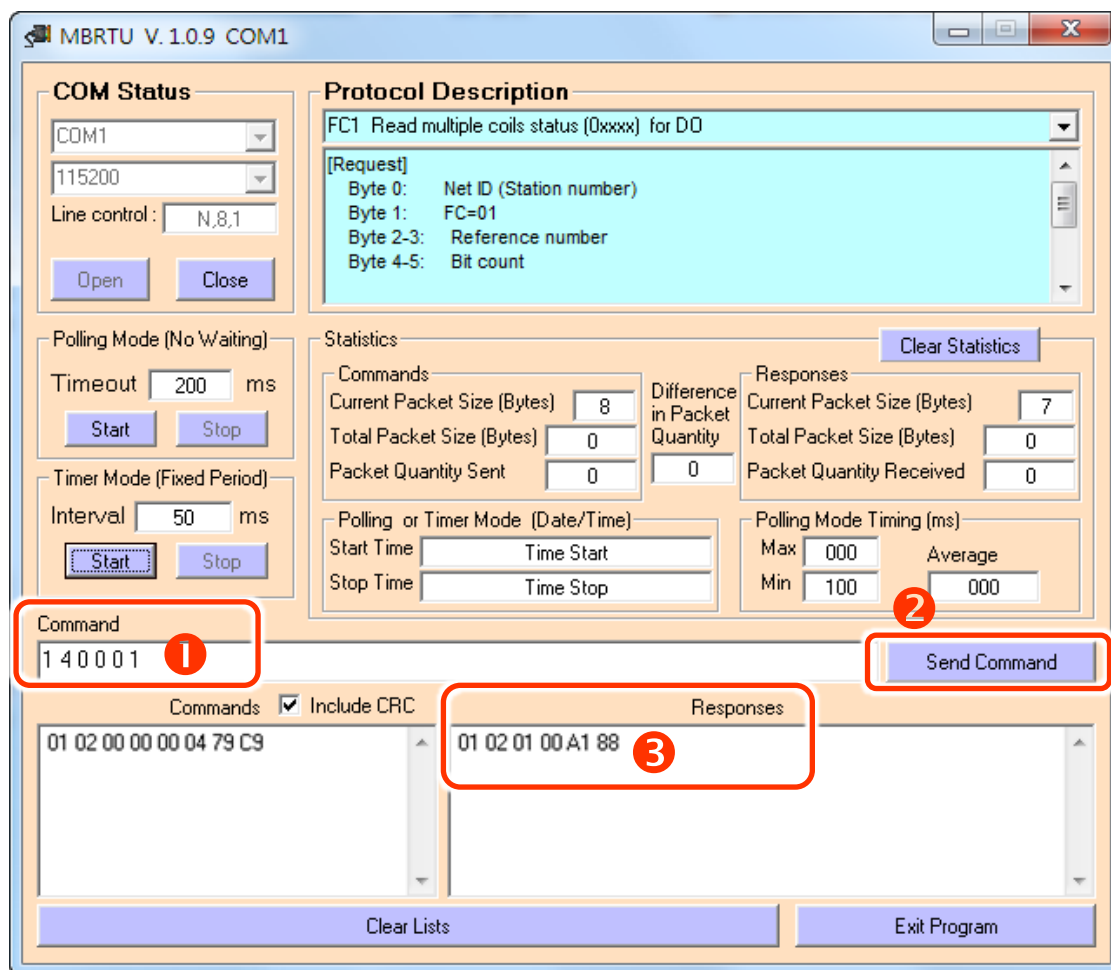 MBRTU V. 1.0.9 COM1
COM Status
COM1
115200
Line control : N,8,1
Open Close
Protocol Description
FC1 Read multiple coils status (0xxxx) for DO
[Request]
Byte 0: Net ID (Station number)
Byte 1: FC=01
Byte 2-3: Reference number
Byte 4-5: Bit count
Polling Mode (No Waiting)
Timeout 200 ms
Start Stop
Timer Mode (Fixed Period)
Interval 50 ms
Start Stop
Statistics
Clear Statistics
Commands
Current Packet Size (Bytes) 8
Total Packet Size (Bytes) 0
Packet Quantity Sent 0
Difference
in Packet
Quantity
0
Responses
Current Packet Size (Bytes) 7
Total Packet Size (Bytes) 0
Packet Quantity Received 0
Polling or Timer Mode (Date/Time)
Start Time Time Start
Stop Time Time Stop
Polling Mode Timing (ms)
Max 000
Min 100
Average
000
Command
1 4 0 0 0 1
1
2
Send Command
Commands Include CRC
01 02 00 00 00 04 79 C9
Responses
01 02 01 00 A1 88
3
Clear Lists
Exit Program